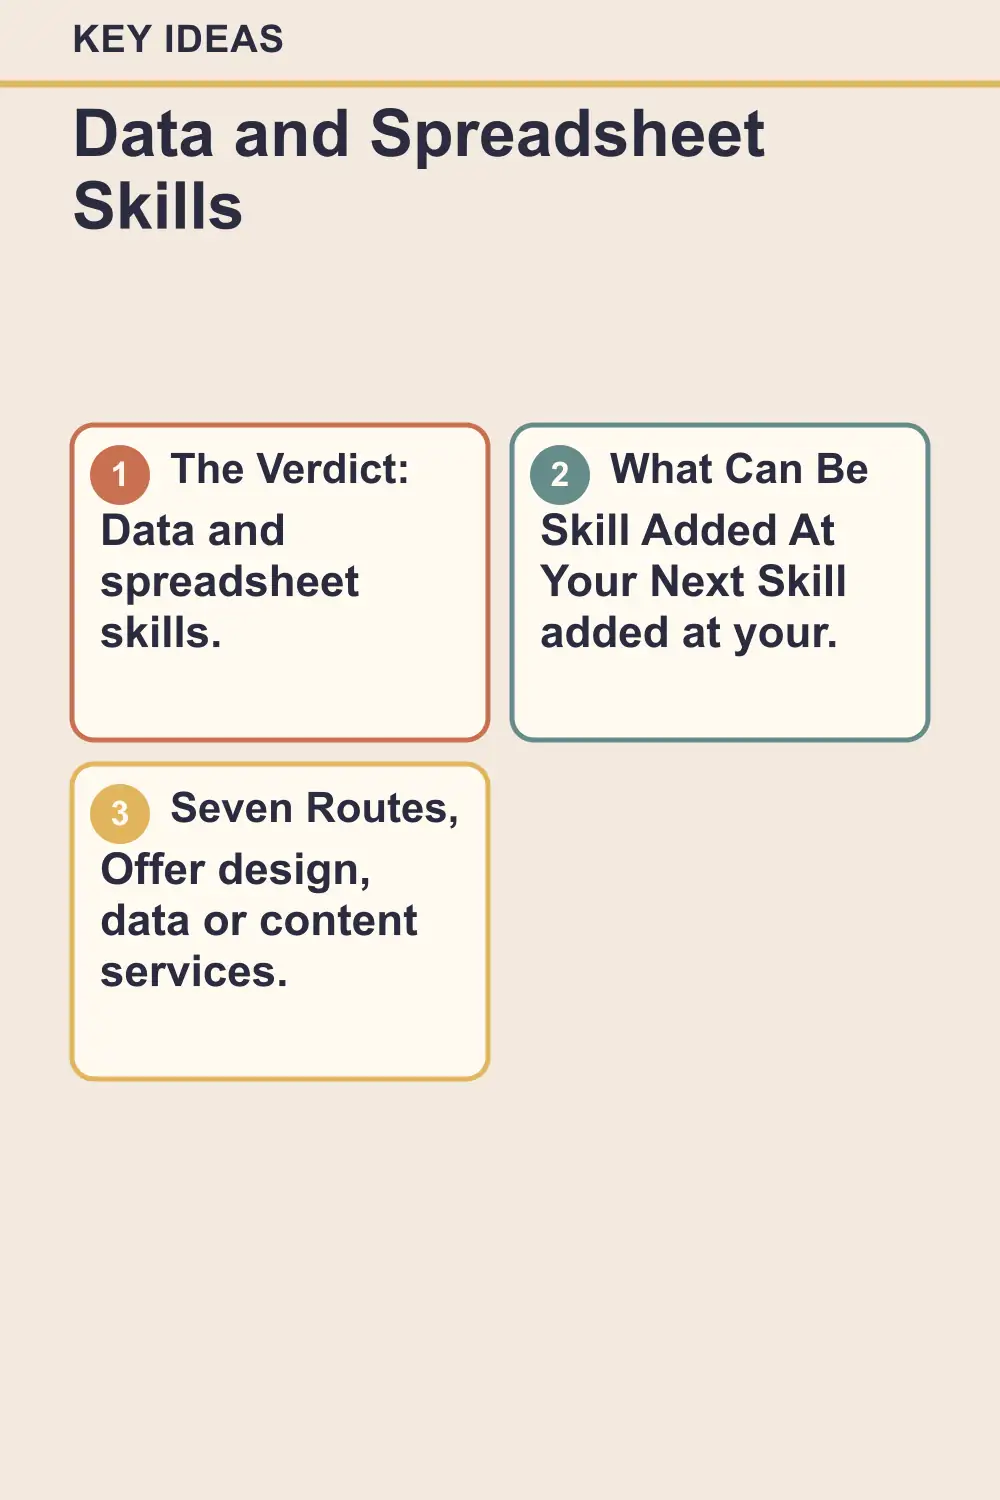 KEY IDEAS
Data and Spreadsheet
Skills
1 The Verdict:
Data and
spreadsheet
skills.
2 What Can Be
Skill Added At
Your Next Skill
added at your.
3 Seven Routes,
Offer design,
data or content
services.